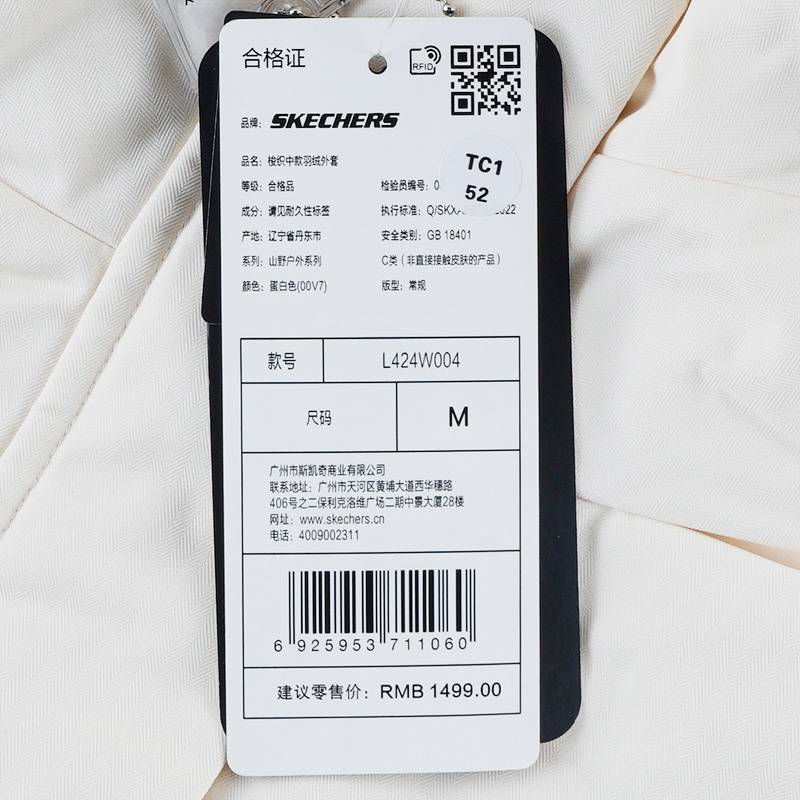 合格证
RFID
品牌: SKECHERS
TC1
52
品名: 梭织中款羽绒外套
等级: 合格品 检验员编号: 0
成分: 请见耐久性标签 执行标准: Q/SKX
产地: 辽宁省丹东市 安全类别: GB 18401
系列: 山野户外系列 C类 (非直接接触皮肤的产品)
颜色: 蛋白色(00V7) 版型: 常规
款号 L424W004
尺码 M
广州市斯凯奇商业有限公司
联系地址: 广州市天河区黄埔大道西华穗路
406号之二保利克洛维广场二期中景大厦28楼
网址: www.skechers.cn
电话: 4009002311
6 925953 711060
建议零售价: RMB 1499.00